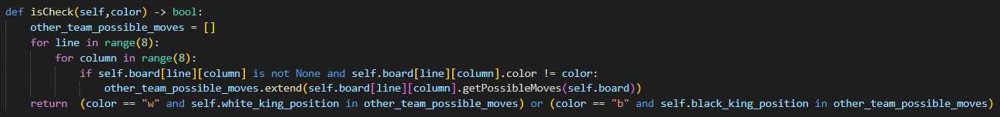 def isCheck(self,color) -> bool:
    other_team_possible_moves = []
    for line in range(8):
        for column in range(8):
            if self.board[line][column] is not None and self.board[line][column].color != color:
                other_team_possible_moves.extend(self.board[line][column].getPossibleMoves(self.board))
    return  (color == "w" and self.white_king_position in other_team_possible_moves) or (color == "b" and self.black_king_position in other_team_possible_moves)